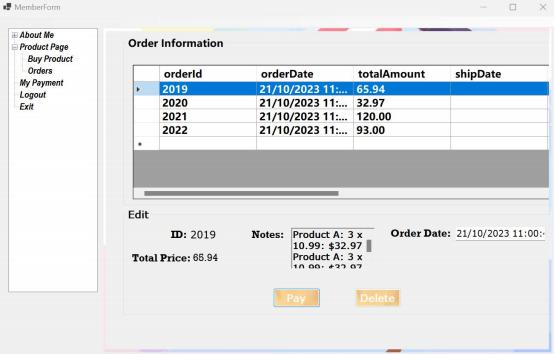 MemberForm
About Me
Product Page
Buy Product
Orders
My Payment
Logout
Exit
Order Information
orderId orderDate totalAmount shipDate
2019 21/10/2023 11:... 65.94
2020 21/10/2023 11:... 32.97
2021 21/10/2023 11:... 120.00
2022 21/10/2023 11:... 93.00
Edit
ID: 2019 Notes: Order Date: 21/10/2023 11:00:
Product A: 3 x
10.99: $32.97
Product A: 3 x
10.99: $32.97
Total Price: 65.94
Pay Delete